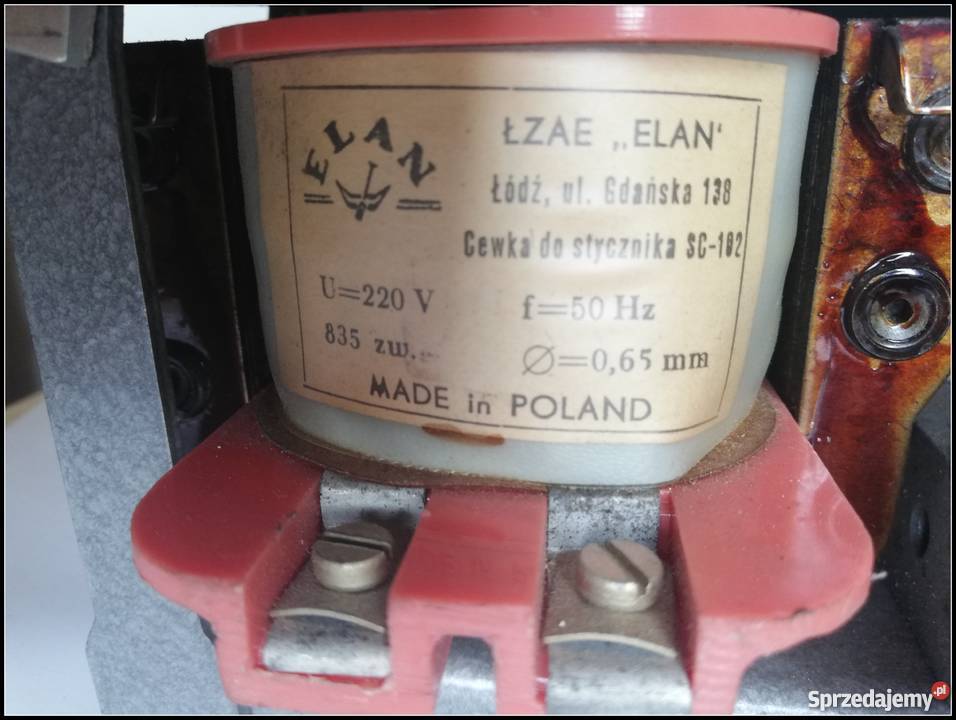 ELAN
ŁZAE „ELAN‘
Łódź, ul. Gdańska 138
Cewka do stycznika SC-102
U=220 V
f=50 Hz
835 zw.
Ø=0,65 mm
MADE in POLAND
Sprzedajemy.pl